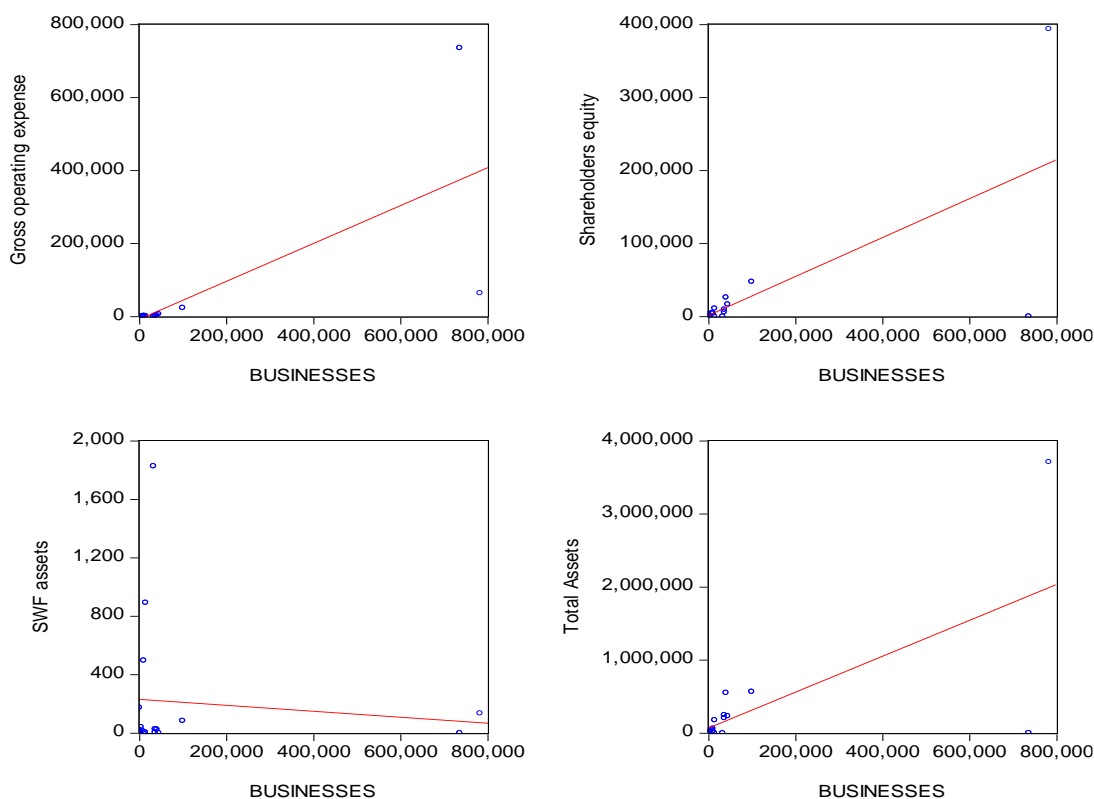 800,000
600,000
400,000
200,000
0
Gross operating expense
0 200,000 400,000 600,000 800,000
BUSINESSES
400,000
300,000
200,000
100,000
0
Shareholders equity
0 200,000 400,000 600,000 800,000
BUSINESSES
2,000
1,600
1,200
800
400
0
SWF assets
0 200,000 400,000 600,000 800,000
BUSINESSES
4,000,000
3,000,000
2,000,000
1,000,000
0
Total Assets
0 200,000 400,000 600,000 800,000
BUSINESSES